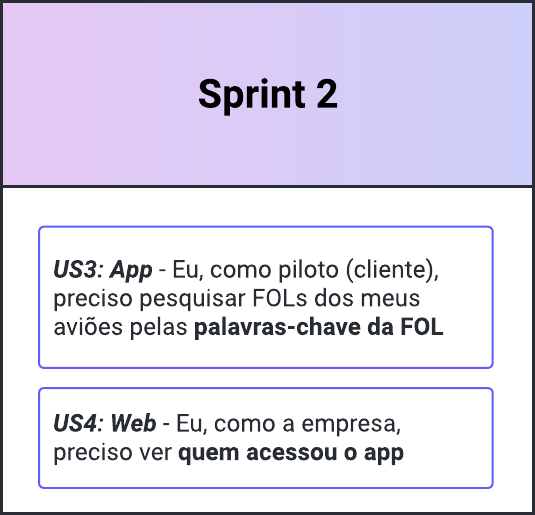 Sprint 2
US3: App - Eu, como piloto (cliente),
preciso pesquisar FOLs dos meus
aviões pelas palavras-chave da FOL
US4: Web - Eu, como a empresa,
preciso ver quem acessou o app